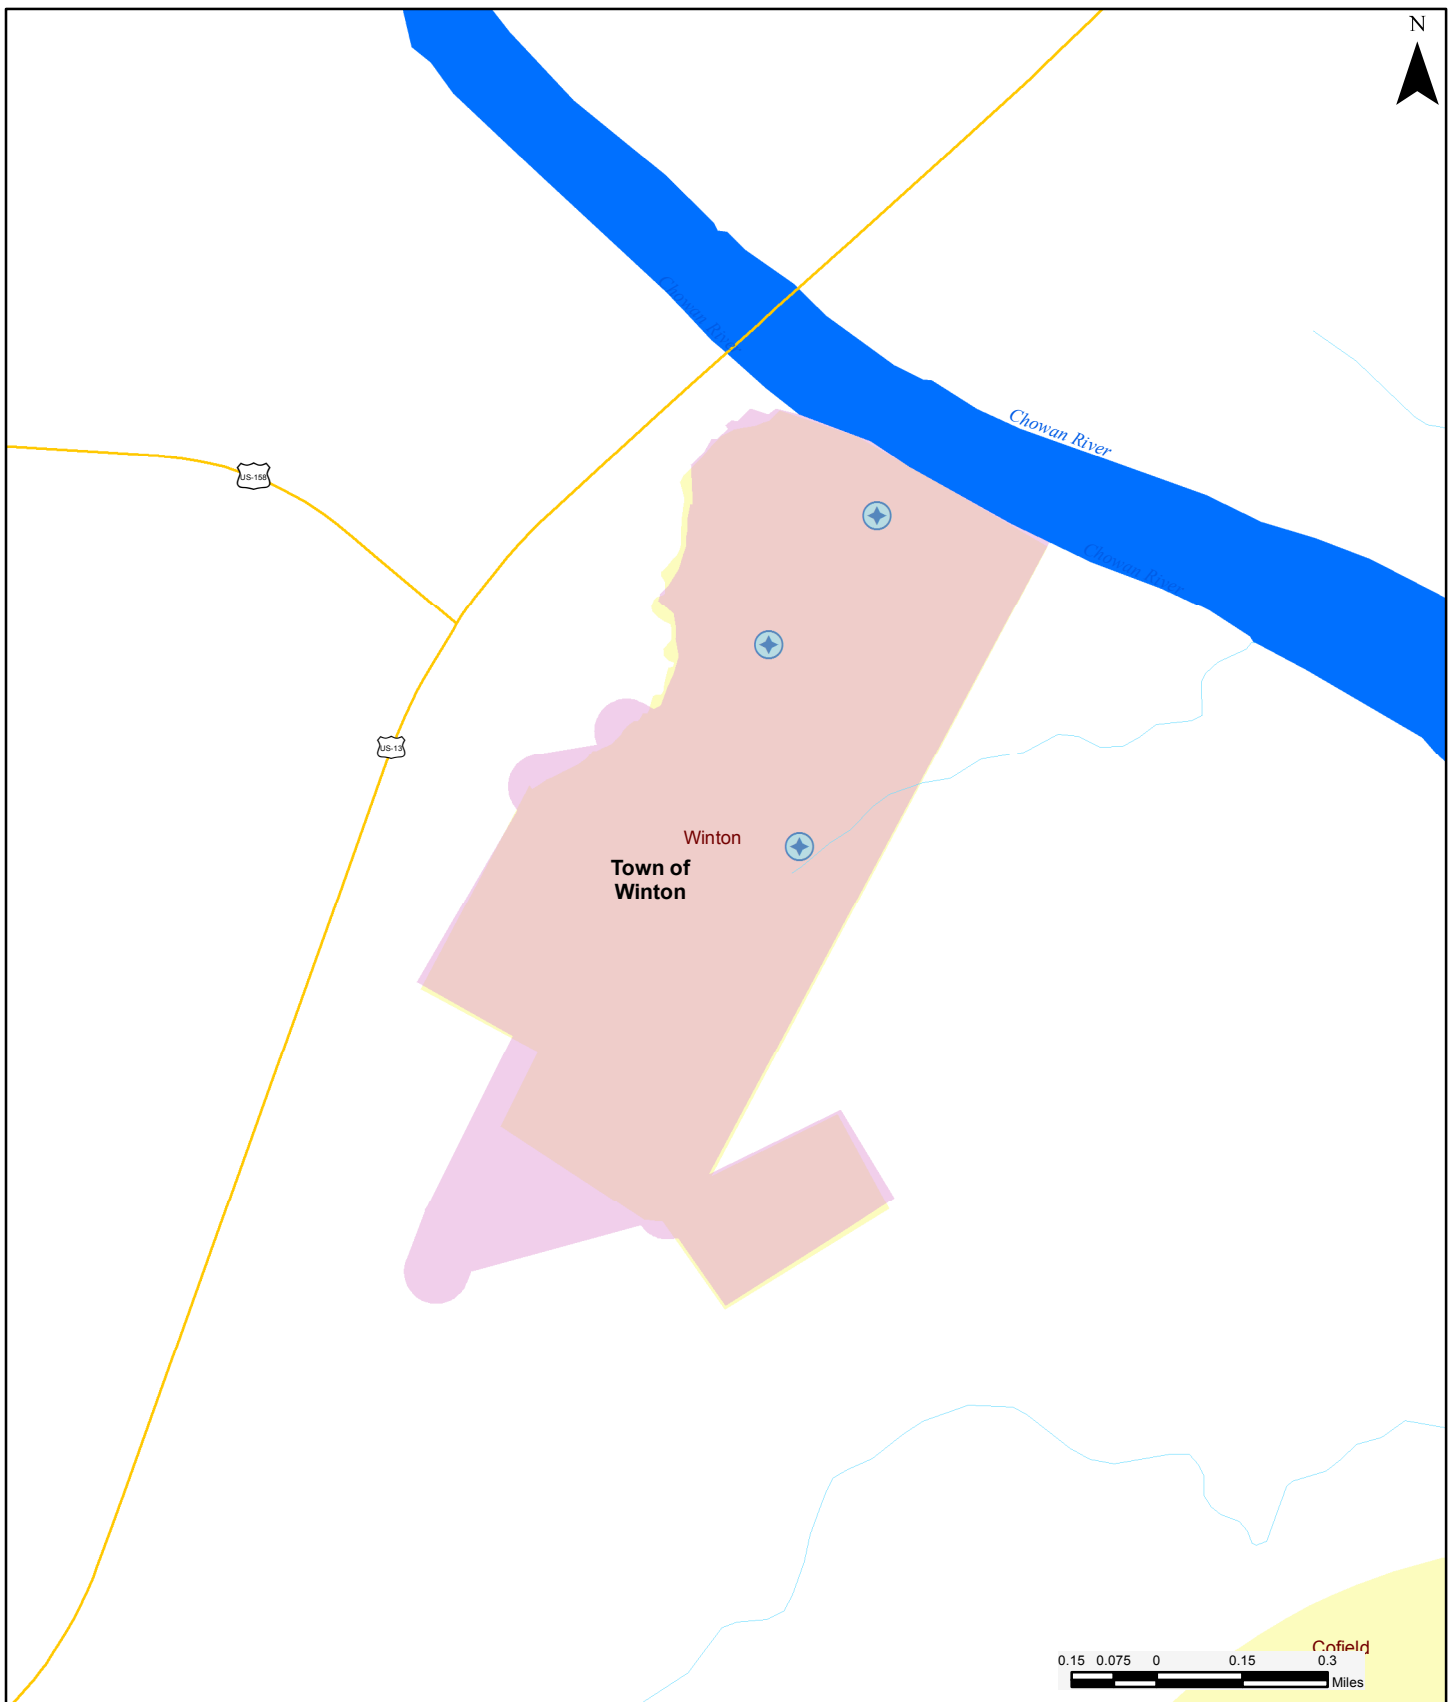 N
Chowan River
Chowan River
US-158
Chowan River
US-13
Winton
Town of
Winton
Cofield
0.15 0.075 0 0.15 0.3
Miles